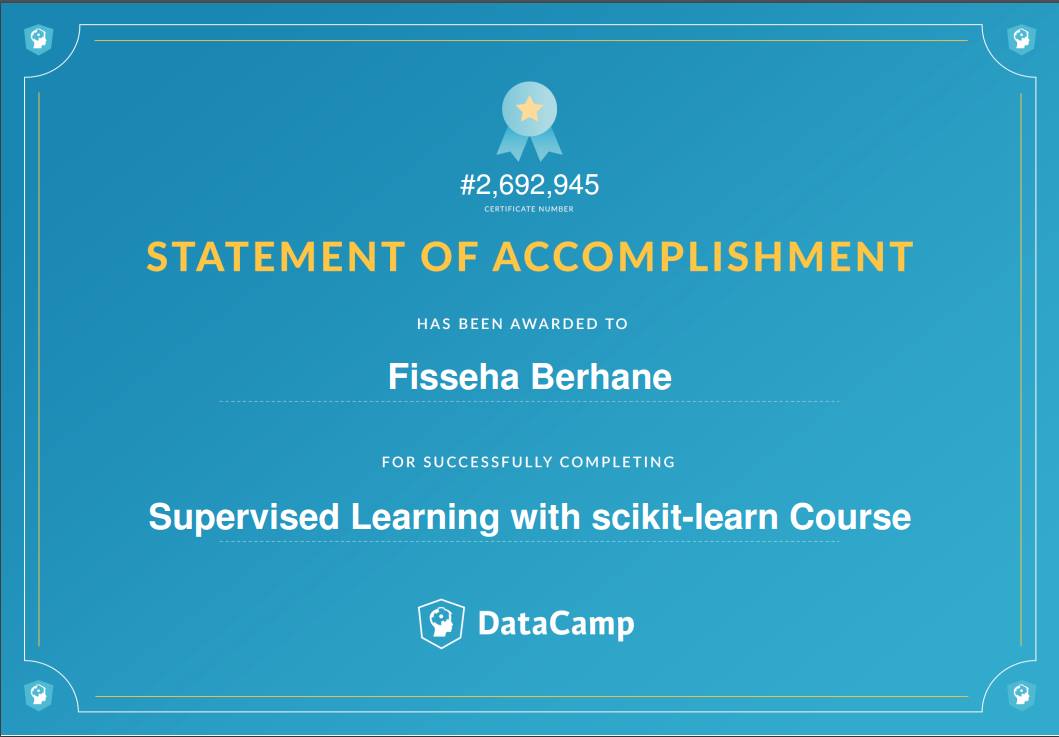 #2,692,945
CERTIFICATE NUMBER
STATEMENT OF ACCOMPLISHMENT
HAS BEEN AWARDED TO
Fisseha Berhane
FOR SUCCESSFULLY COMPLETING
Supervised Learning with scikit-learn Course
DataCamp